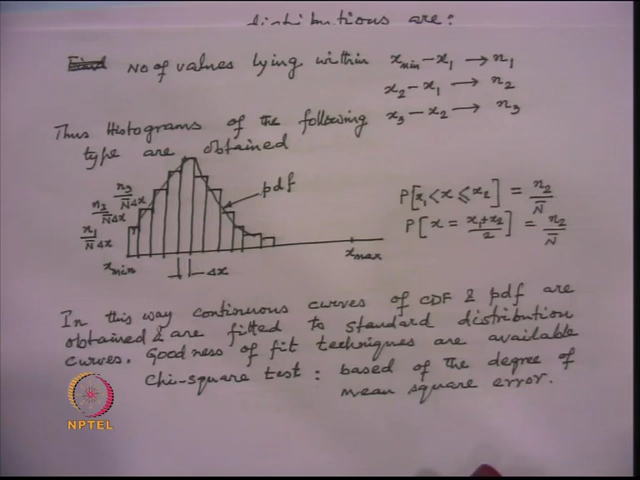 distributions are:
No of values lying within x_min – x_1 → n_1
x_2 – x_1 → n_2
x_3 – x_2 → n_3
Thus Histograms of the following
type are obtained
pdf
n_3/N̄ Δx
n_2/N̄ Δx
n_1/N̄ Δx
x_min
x_max
Δx
P[x_1 < x ⩽ x_2] = n_2/N̄
P[x = (x_1+x_2)/2] = n_2/N̄
In this way continuous curves of CDF & pdf are
obtained & are fitted to standard distribution
curves. Goodness of fit techniques are available
Chi-square test : based of the degree of
mean square error.
NPTEL